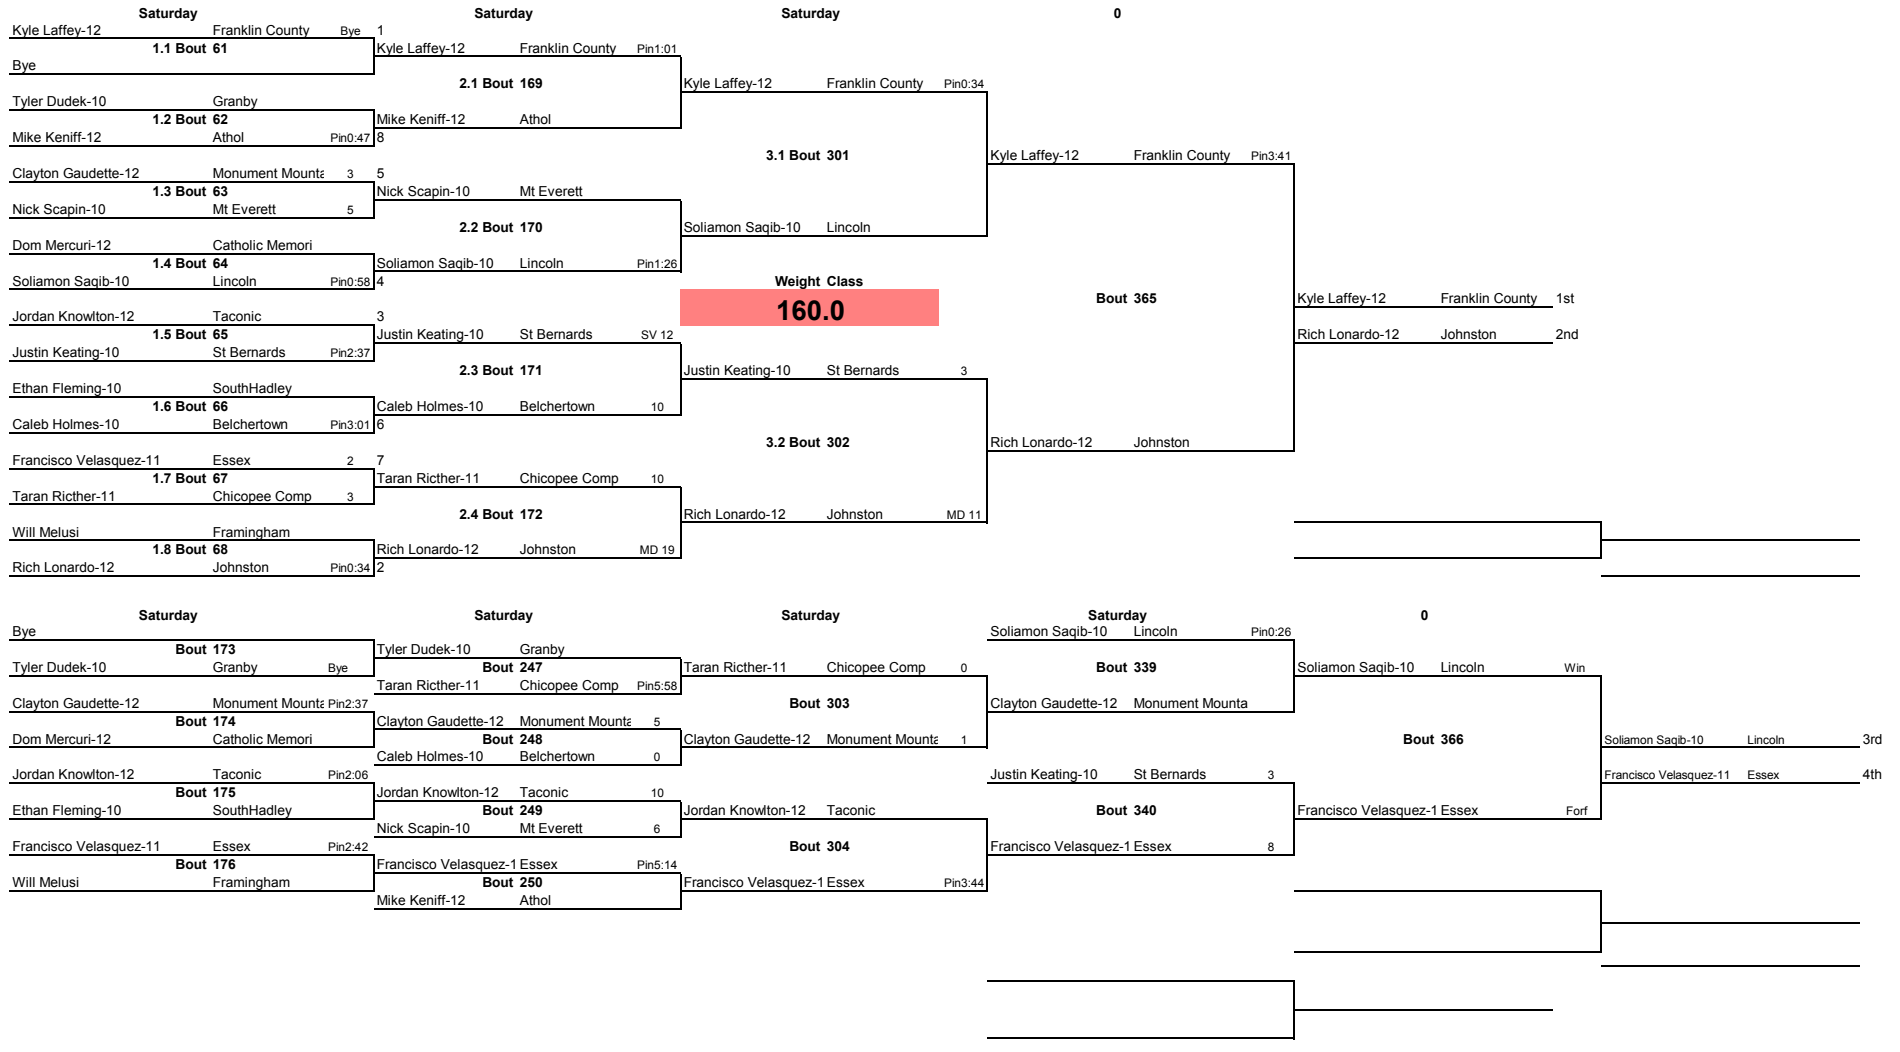 Saturday Saturday Saturday 0
Kyle Laffey-12 Franklin County Bye 1
1.1 Bout 61 Kyle Laffey-12 Franklin County Pin1:01
Bye
2.1 Bout 169 Kyle Laffey-12 Franklin County Pin0:34
Tyler Dudek-10 Granby
1.2 Bout 62 Mike Keniff-12 Athol
Mike Keniff-12 Athol Pin0:47 8
3.1 Bout 301 Kyle Laffey-12 Franklin County Pin3:41
Clayton Gaudette-12 Monument Mounta 3 5
1.3 Bout 63 Nick Scapin-10 Mt Everett
Nick Scapin-10 Mt Everett 5
2.2 Bout 170 Soliamon Saqib-10 Lincoln
Dom Mercuri-12 Catholic Memori
1.4 Bout 64 Soliamon Saqib-10 Lincoln Pin1:26
Soliamon Saqib-10 Lincoln Pin0:58 4 Weight Class
Bout 365 Kyle Laffey-12 Franklin County 1st
160.0
Jordan Knowlton-12 Taconic 3
1.5 Bout 65 Justin Keating-10 St Bernards SV 12 Rich Lonardo-12 Johnston 2nd
Justin Keating-10 St Bernards Pin2:37
2.3 Bout 171 Justin Keating-10 St Bernards 3
Ethan Fleming-10 SouthHadley
1.6 Bout 66 Caleb Holmes-10 Belchertown 10
Caleb Holmes-10 Belchertown Pin3:01 6
3.2 Bout 302 Rich Lonardo-12 Johnston
Francisco Velasquez-11 Essex 2 7
1.7 Bout 67 Taran Ricther-11 Chicopee Comp 10
Taran Ricther-11 Chicopee Comp 3
2.4 Bout 172 Rich Lonardo-12 Johnston MD 11
Will Melusi Framingham
1.8 Bout 68 Rich Lonardo-12 Johnston MD 19
Rich Lonardo-12 Johnston Pin0:34 2
Saturday Saturday Saturday Saturday 0
Bye Soliamon Saqib-10 Lincoln Pin0:26
Bout 173 Tyler Dudek-10 Granby
Tyler Dudek-10 Granby Bye Bout 247 Taran Ricther-11 Chicopee Comp 0 Bout 339 Soliamon Saqib-10 Lincoln Win
Taran Ricther-11 Chicopee Comp Pin5:58
Clayton Gaudette-12 Monument Mounta Pin2:37 Bout 303 Clayton Gaudette-12 Monument Mounta
Bout 174 Clayton Gaudette-12 Monument Mounta 5
Dom Mercuri-12 Catholic Memori Bout 248 Clayton Gaudette-12 Monument Mounta 1 Bout 366 Soliamon Saqib-10 Lincoln 3rd
Caleb Holmes-10 Belchertown 0
Jordan Knowlton-12 Taconic Pin2:06 Justin Keating-10 St Bernards 3 Francisco Velasquez-11 Essex 4th
Bout 175 Jordan Knowlton-12 Taconic 10
Ethan Fleming-10 SouthHadley Bout 249 Jordan Knowlton-12 Taconic Bout 340 Francisco Velasquez-1 Essex Forf
Nick Scapin-10 Mt Everett 6
Francisco Velasquez-11 Essex Pin2:42 Bout 304 Francisco Velasquez-1 Essex 8
Bout 176 Francisco Velasquez-1 Essex Pin5:14
Will Melusi Framingham Bout 250 Francisco Velasquez-1 Essex Pin3:44
Mike Keniff-12 Athol